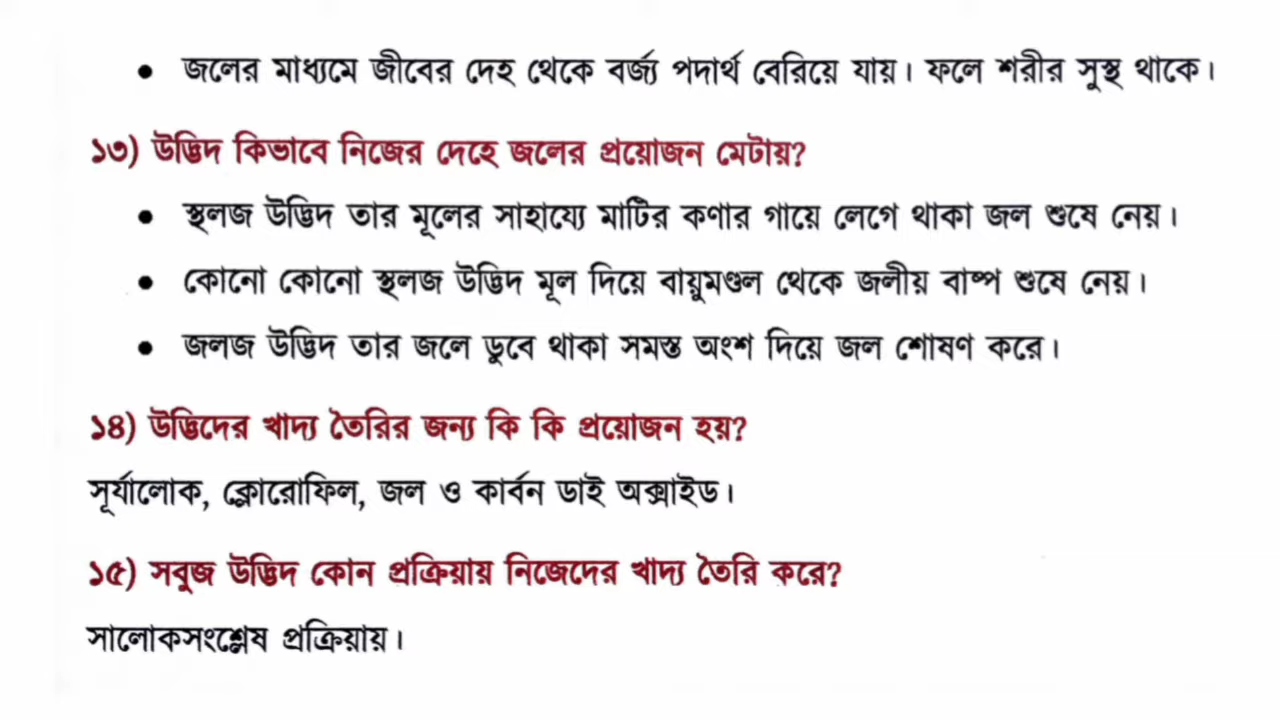 • জলের মাধ্যমে জীবের দেহ থেকে বর্জ্য পদার্থ বেরিয়ে যায়। ফলে শরীর সুস্থ থাকে।
১৩) উদ্ভিদ কিভাবে নিজের দেহে জলের প্রয়োজন মেটায়?
• স্থলজ উদ্ভিদ তার মূলের সাহায্যে মাটির কণার গায়ে লেগে থাকা জল শুষে নেয়।
• কোনো কোনো স্থলজ উদ্ভিদ মূল দিয়ে বায়ুমণ্ডল থেকে জলীয় বাষ্প শুষে নেয়।
• জলজ উদ্ভিদ তার জলে ডুবে থাকা সমস্ত অংশ দিয়ে জল শোষণ করে।
১৪) উদ্ভিদের খাদ্য তৈরির জন্য কি কি প্রয়োজন হয়?
সূর্যালোক, ক্লোরোফিল, জল ও কার্বন ডাই অক্সাইড।
১৫) সবুজ উদ্ভিদ কোন প্রক্রিয়ায় নিজেদের খাদ্য তৈরি করে?
সালোকসংশ্লেষ প্রক্রিয়ায়।